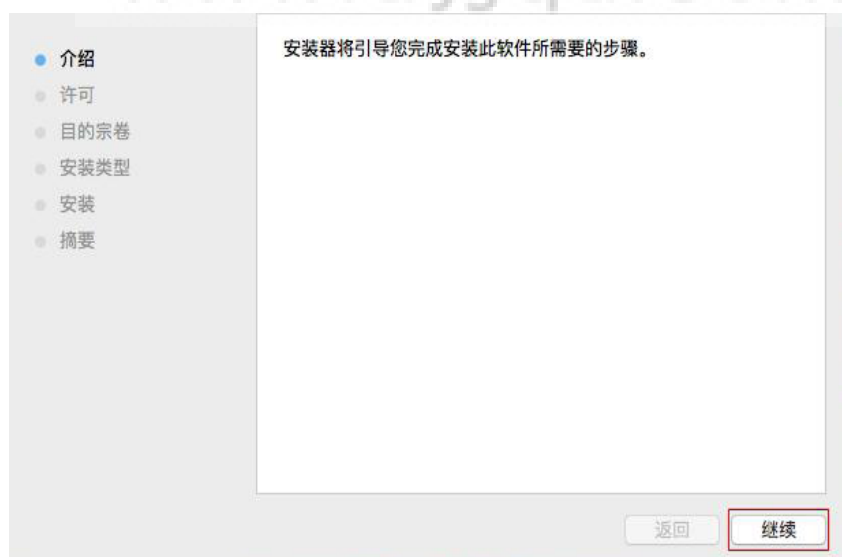 安装器将引导您完成安装此软件所需要的步骤。
介绍
许可
目的宗卷
安装类型
安装
摘要
返回
继续